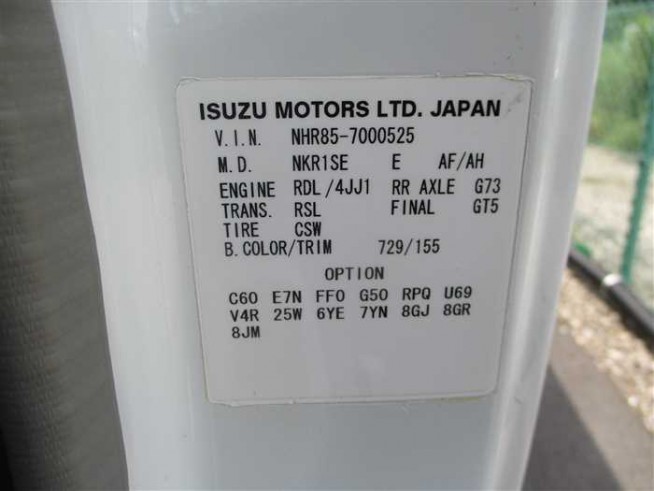 ISUZU MOTORS LTD. JAPAN
V.I.N. NHR85-7000525
M.D. NKR1SE E AF/AH
ENGINE RDL/4JJ1 RR AXLE G73
TRANS. RSL FINAL GT5
TIRE CSW
B.COLOR/TRIM 729/155
OPTION
C60 E7N FF0 G50 RPQ U69
V4R 25W 6YE 7YN 8GJ 8GR
8JM